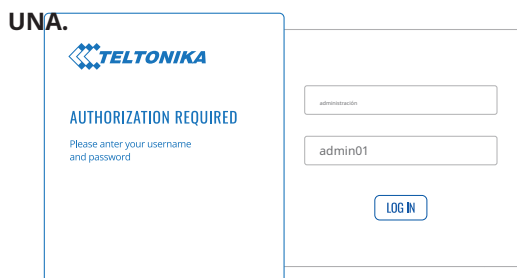 UNA.
TELTONIKA
AUTHORIZATION REQUIRED
Please anter your username
and password
administración
admin01
LOG IN